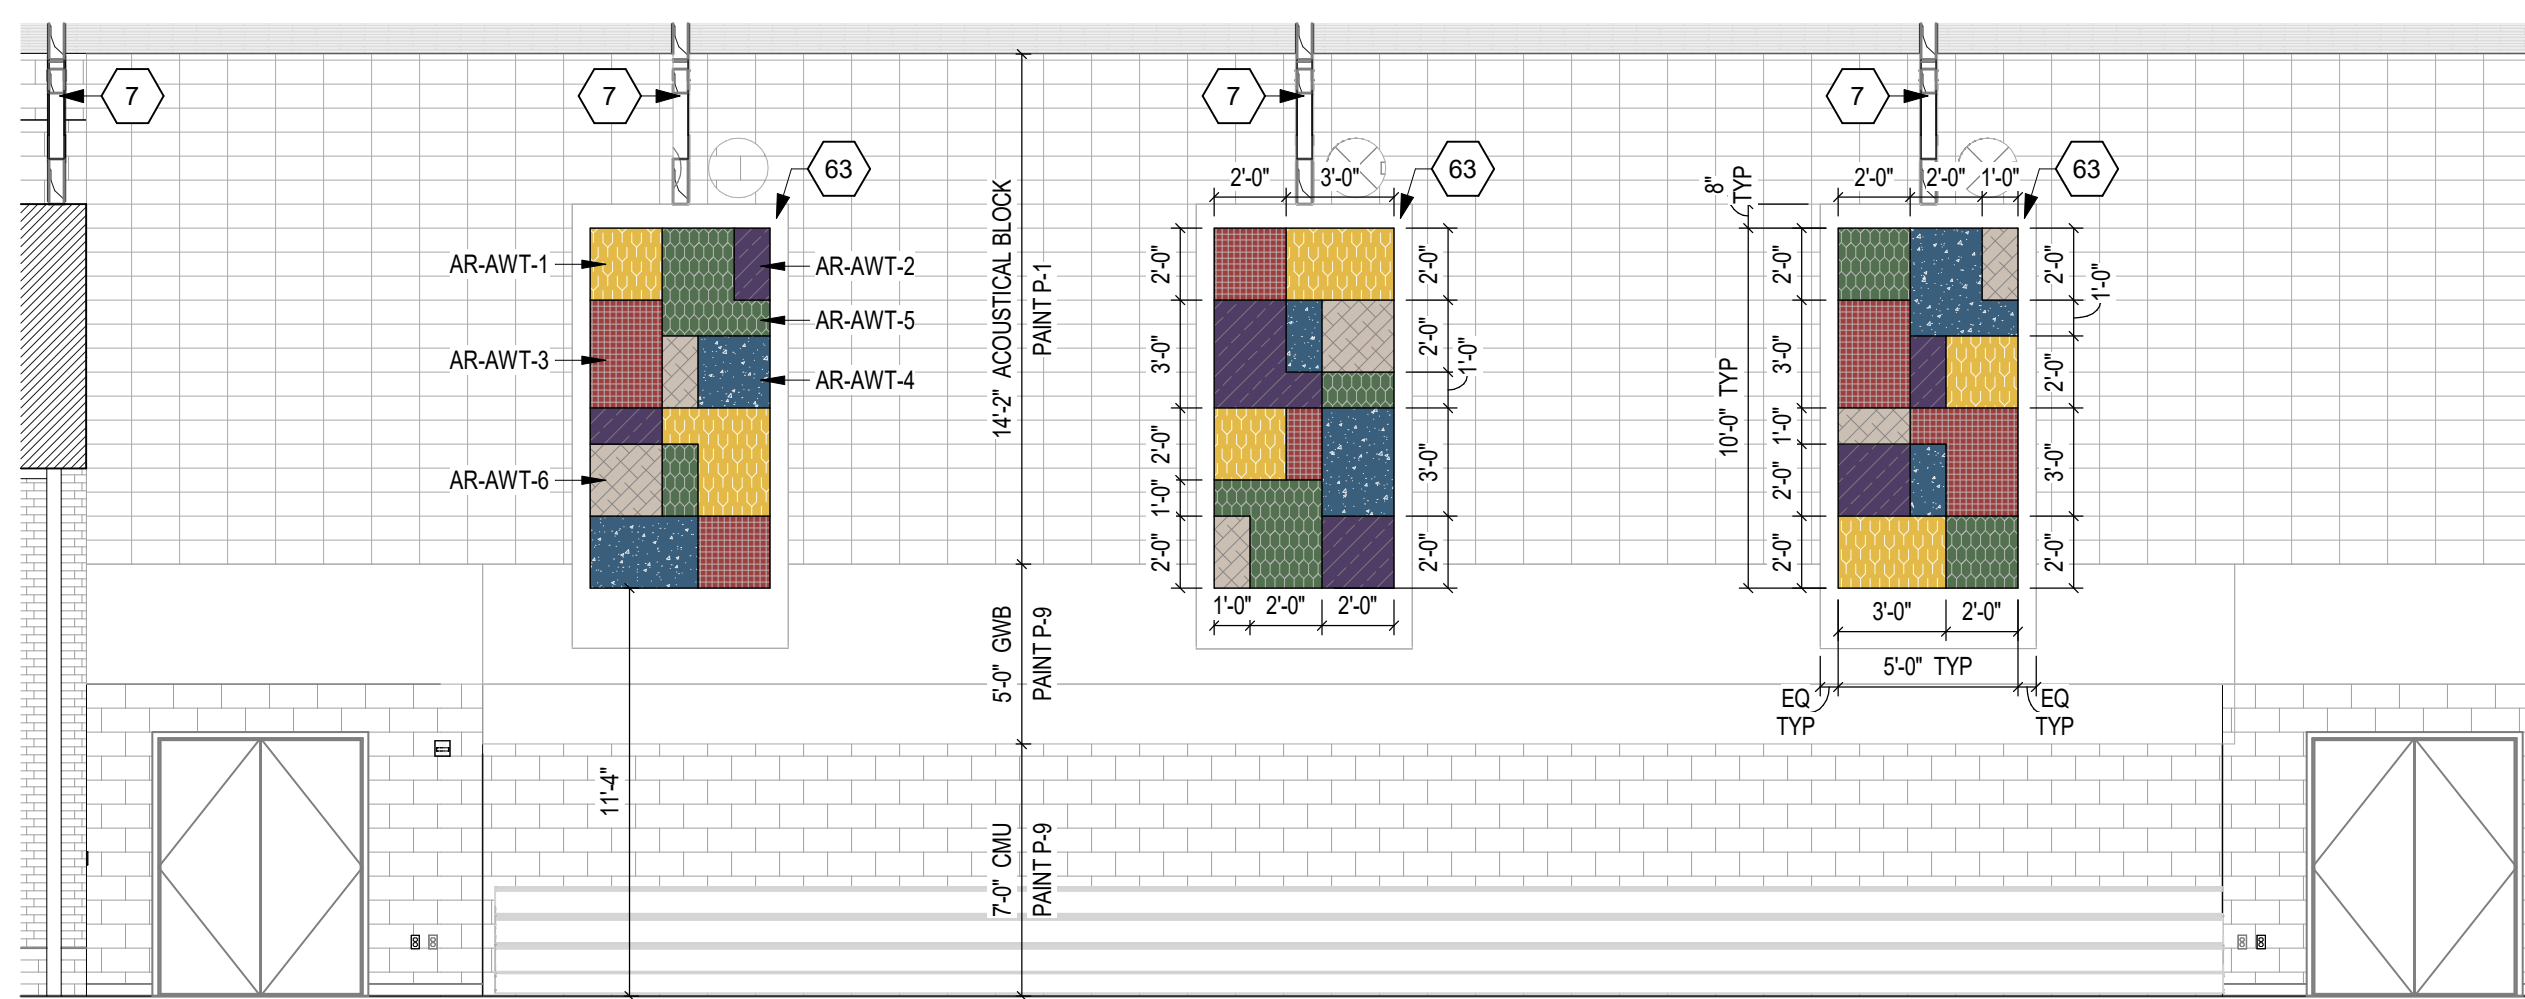 7
7
7
7
63
63
63
2'-0"
3'-0"
8"
TYP
2'-0"
2'-0"
1'-0"
AR-AWT-1
AR-AWT-2
AR-AWT-5
AR-AWT-3
AR-AWT-4
AR-AWT-6
14'-2" ACOUSTICAL BLOCK
PAINT P-1
5'-0" GWB
PAINT P-9
7'-0" CMU
PAINT P-9
11'-4"
2'-0"
3'-0"
2'-0"
1'-0"
2'-0"
2'-0"
2'-0"
1'-0"
3'-0"
2'-0"
1'-0"
2'-0"
2'-0"
10'-0" TYP
2'-0"
3'-0"
1'-0"
2'-0"
2'-0"
2'-0"
1'-0"
2'-0"
3'-0"
2'-0"
3'-0"
2'-0"
5'-0" TYP
EQ
TYP
EQ
TYP